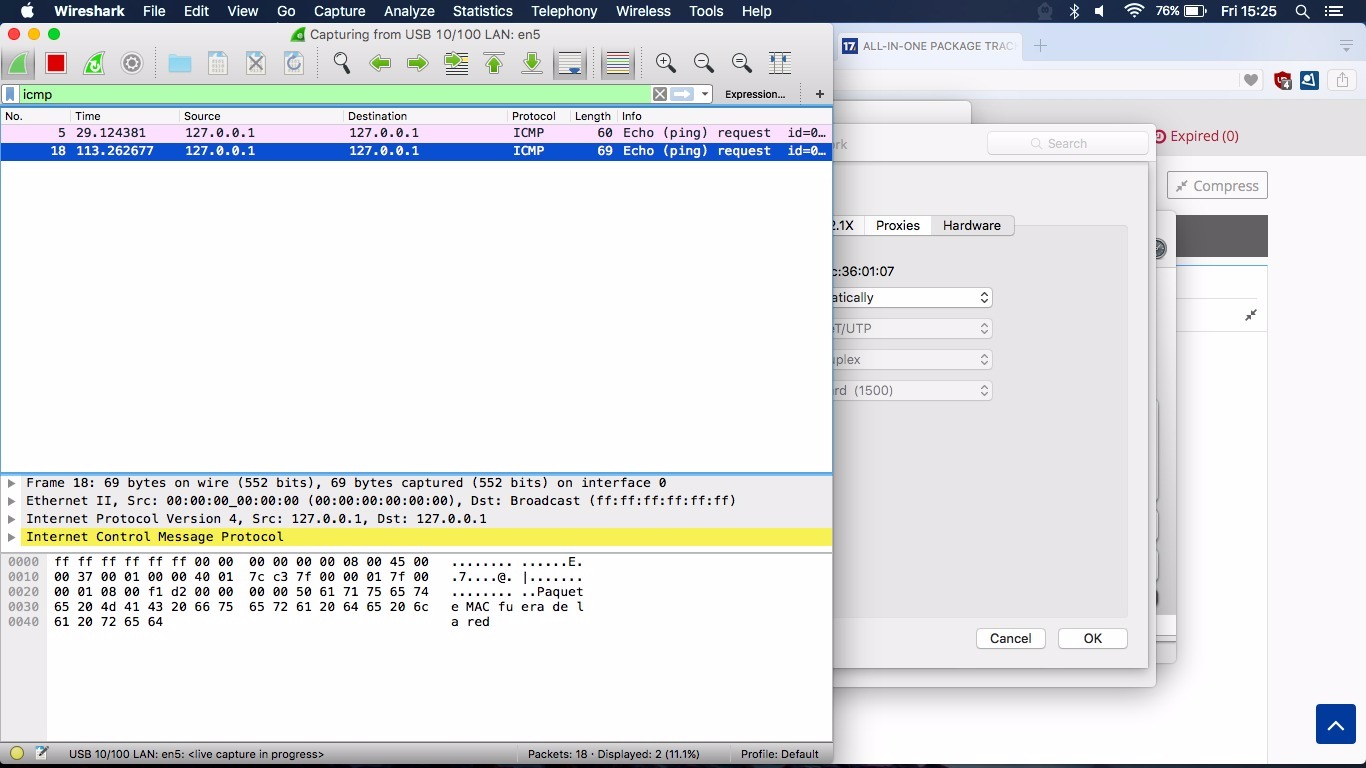 Wireshark File Edit View Go Capture Analyze Statistics Telephony Wireless Tools Help 76% Fri 15:25
Capturing from USB 10/100 LAN: en5
17 ALL-IN-ONE PACKAGE TRAC
icmp Expression... +
No. Time Source Destination Protocol Length Info
5 29.124381 127.0.0.1 127.0.0.1 ICMP 60 Echo (ping) request id=0…
18 113.262677 127.0.0.1 127.0.0.1 ICMP 69 Echo (ping) request id=0…
rk Search
Expired (0)
Compress
2.1X Proxies Hardware
c:36:01:07
atically
eT/UTP
uplex
rd (1500)
Cancel OK
Frame 18: 69 bytes on wire (552 bits), 69 bytes captured (552 bits) on interface 0
Ethernet II, Src: 00:00:00_00:00:00 (00:00:00:00:00:00), Dst: Broadcast (ff:ff:ff:ff:ff:ff)
Internet Protocol Version 4, Src: 127.0.0.1, Dst: 127.0.0.1
Internet Control Message Protocol
0000 ff ff ff ff ff ff 00 00 00 00 00 00 08 00 45 00 ........ ......E.
0010 00 37 00 01 00 00 40 01 7c c3 7f 00 00 01 7f 00 .7....@. |.......
0020 00 01 08 00 f1 d2 00 00 00 00 50 61 71 75 65 74 ........ ..Paquet
0030 65 20 4d 41 43 20 66 75 65 72 61 20 64 65 20 6c e MAC fu era de l
0040 61 20 72 65 64 a red
USB 10/100 LAN: en5: <live capture in progress> Packets: 18 · Displayed: 2 (11.1%) Profile: Default